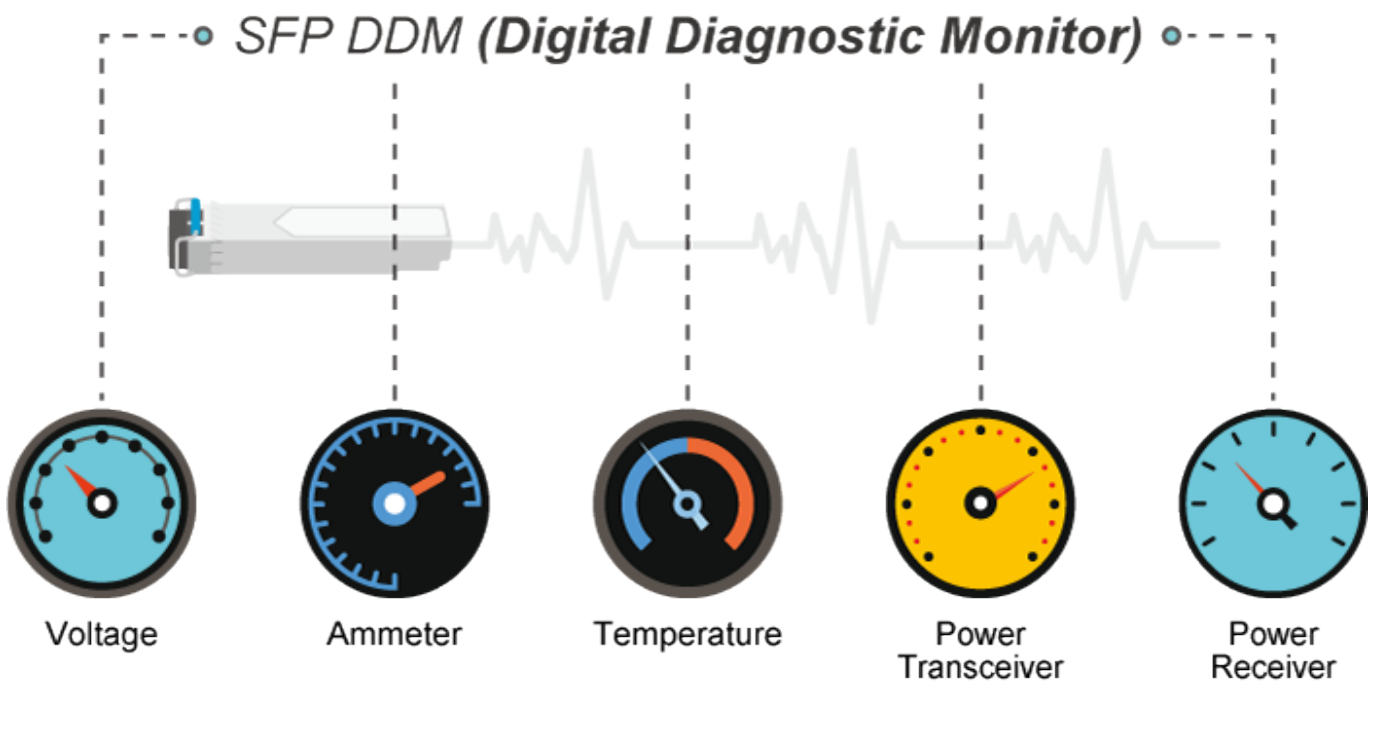 SFP DDM (Digital Diagnostic Monitor)
Voltage
Ammeter
Temperature
Power
Transceiver
Power
Receiver